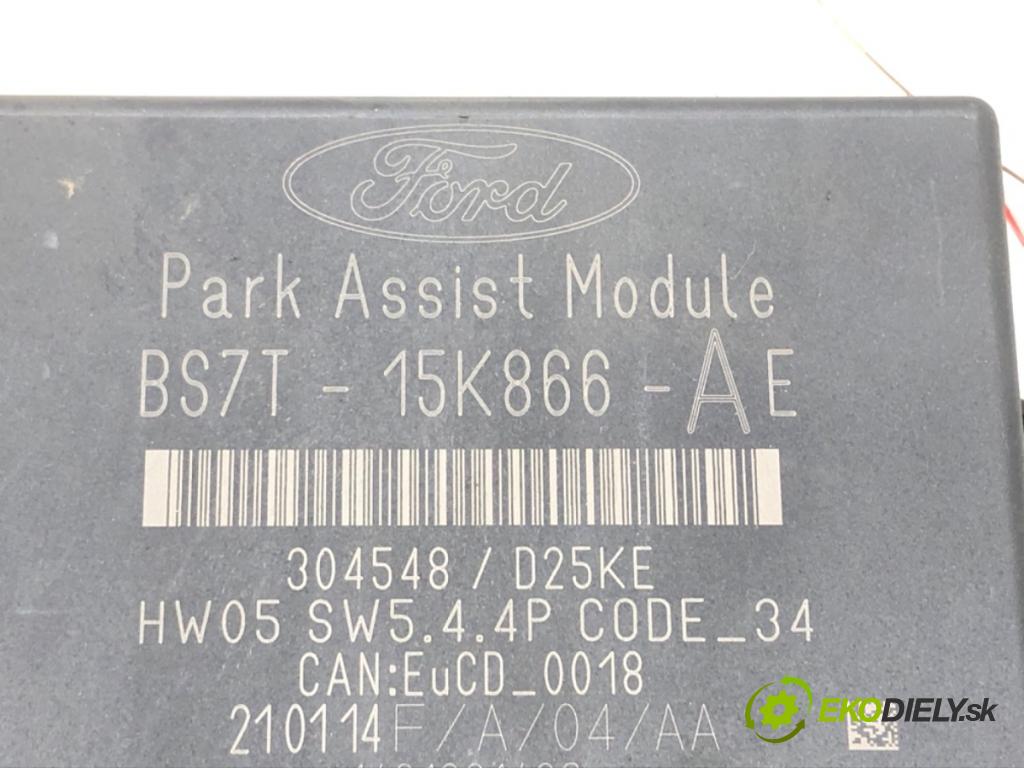 Ford
Park Assist Module
BS7T - 15K866 - AE
304548 / D25KE
HW05 SW5.4.4P CODE_34
CAN:EuCD_0018
210114F/A/04/AA
EKODIELY.sk